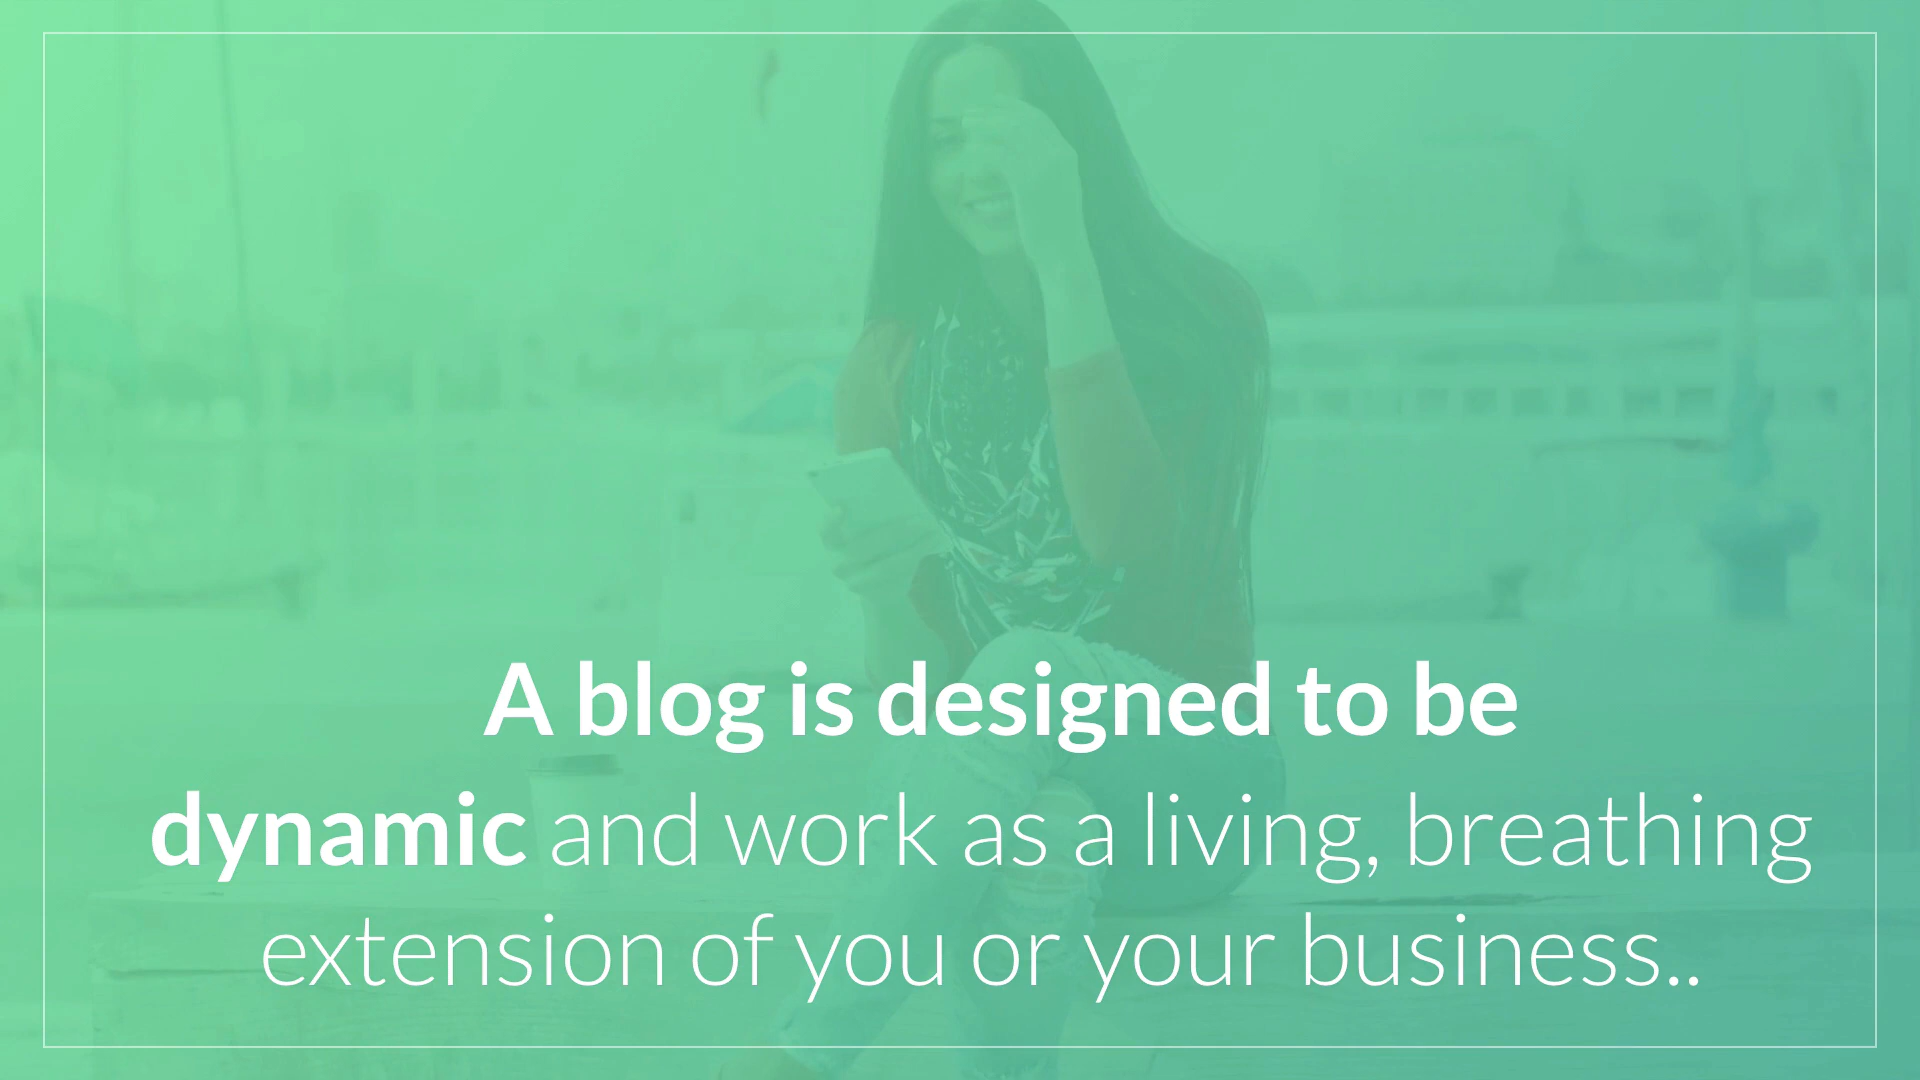 A blog is designed to be
dynamic and work as a living, breathing
extension of you or your business..